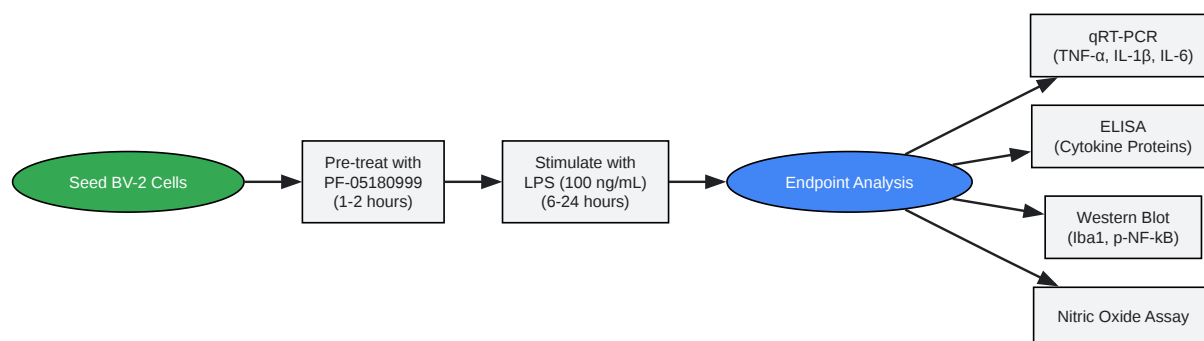 Seed BV-2 Cells
Pre-treat with
PF-05180999
(1-2 hours)
Stimulate with
LPS (100 ng/mL)
(6-24 hours)
Endpoint Analysis
qRT-PCR
(TNF-α, IL-1β, IL-6)
ELISA
(Cytokine Proteins)
Western Blot
(Iba1, p-NF-kB)
Nitric Oxide Assay